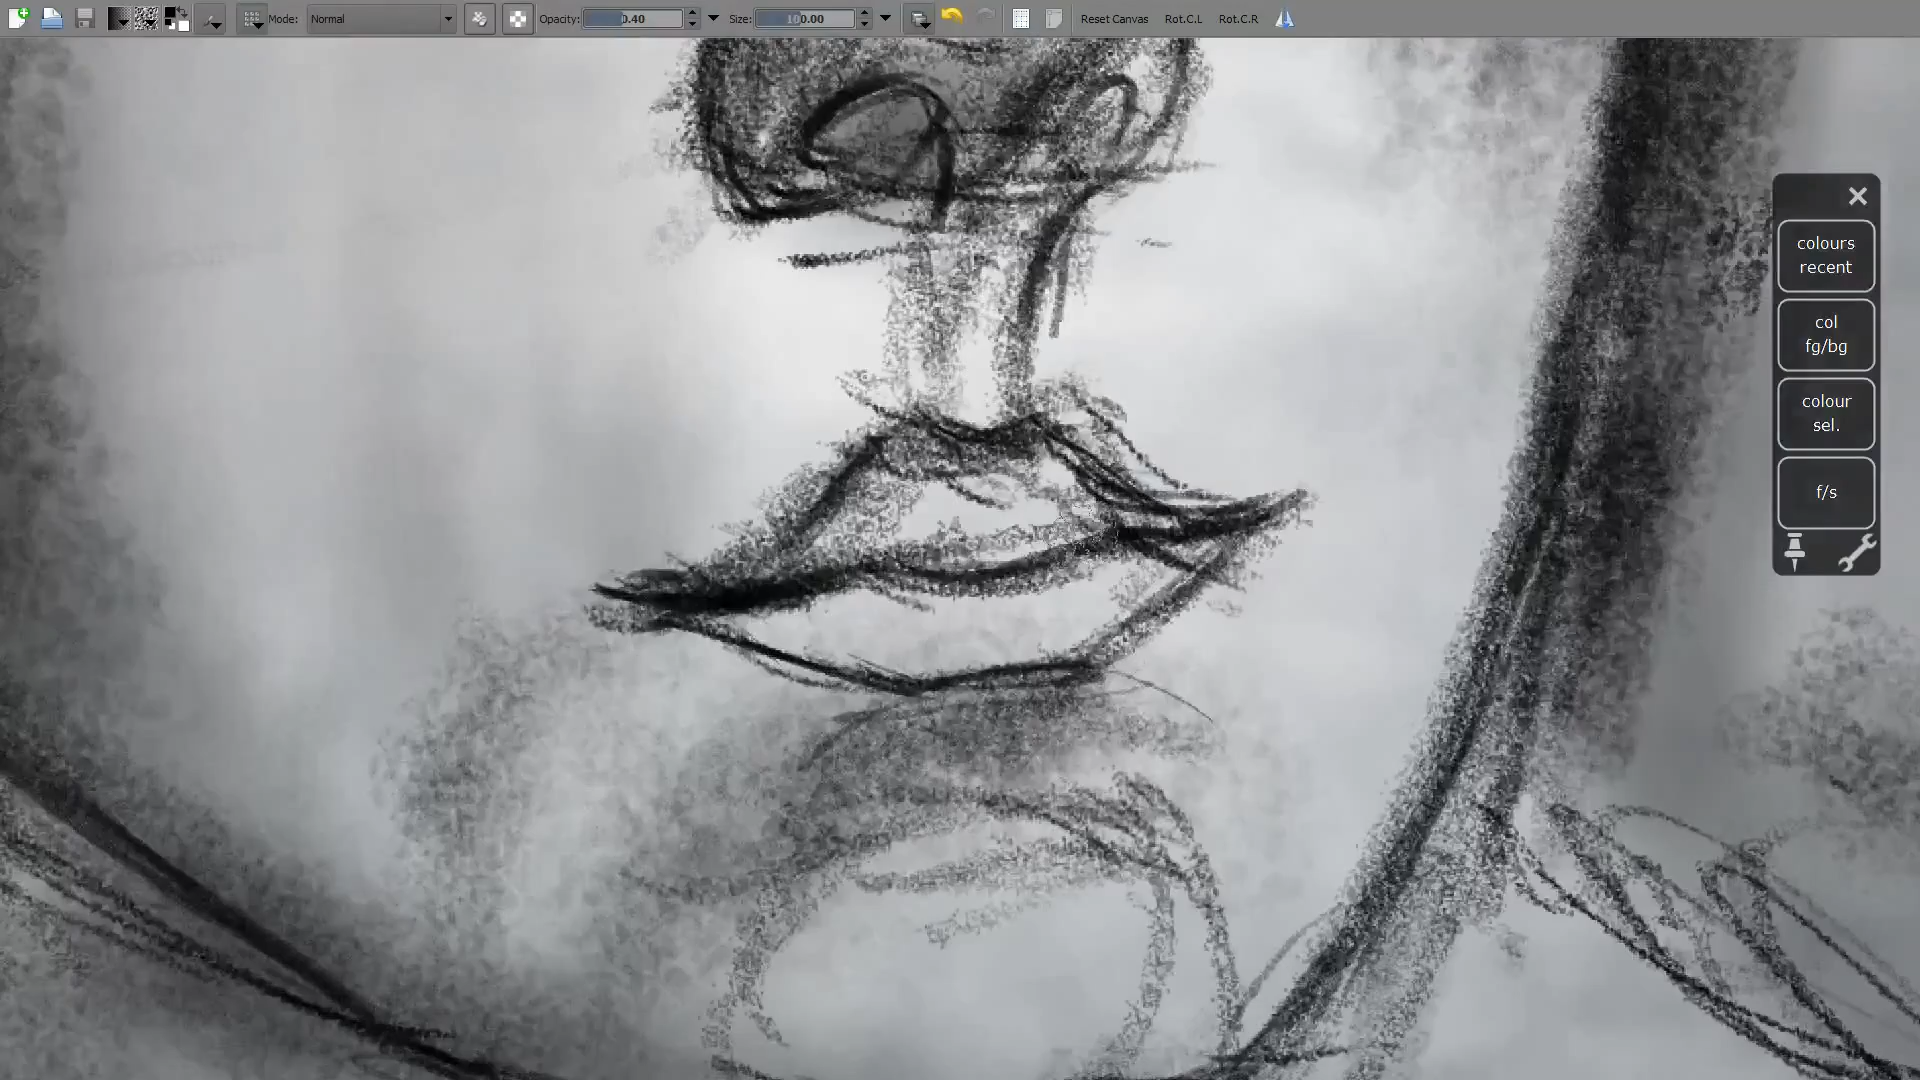 Mode: Normal Opacity: 0.40 Size: 100.00 Reset Canvas Rot.C.L Rot.C.R
colours
recent
col
fg/bg
colour
sel.
f/s